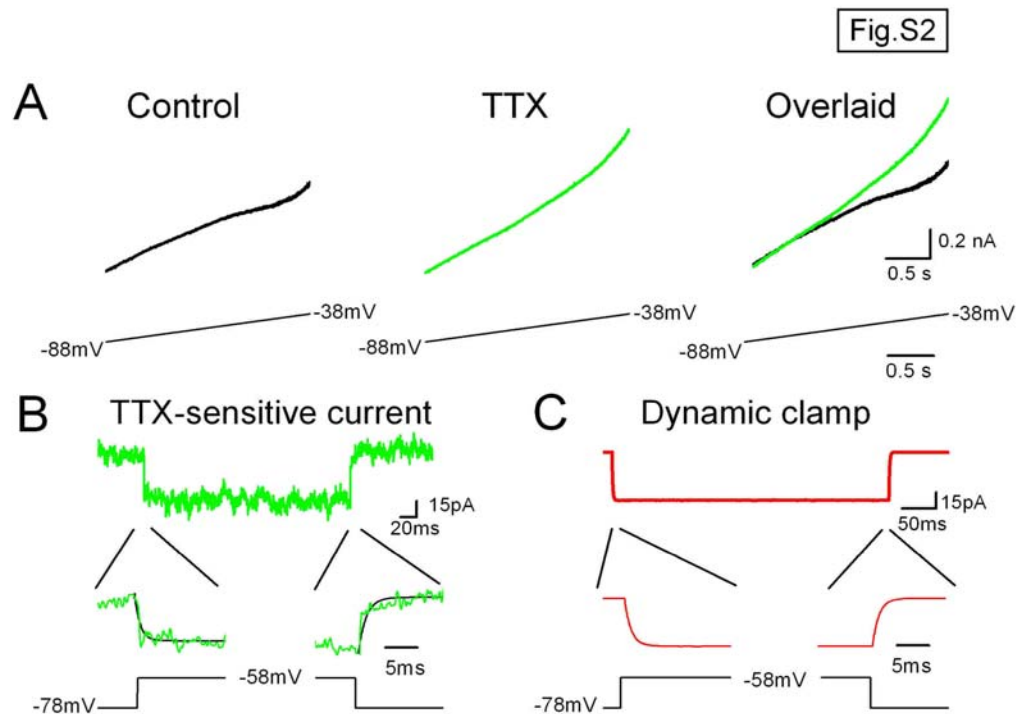 Fig.S2
A
Control
TTX
Overlaid
0.2 nA
0.5 s
-88mV
-38mV
-88mV
-38mV
-88mV
-38mV
0.5 s
B
TTX-sensitive current
15pA
20ms
5ms
-78mV
-58mV
C
Dynamic clamp
15pA
50ms
5ms
-78mV
-58mV